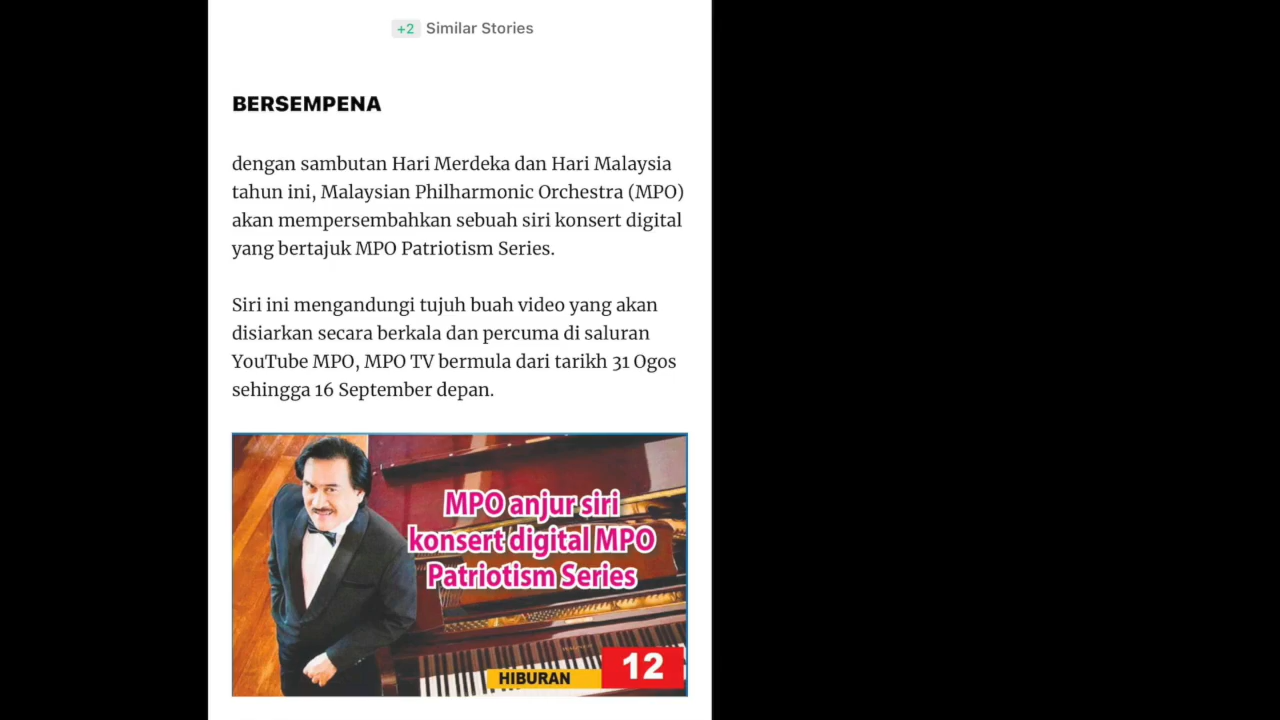 +2 Similar Stories
BERSEMPENA
dengan sambutan Hari Merdeka dan Hari Malaysia
tahun ini, Malaysian Philharmonic Orchestra (MPO)
akan mempersembahkan sebuah siri konsert digital
yang bertajuk MPO Patriotism Series.
Siri ini mengandungi tujuh buah video yang akan
disiarkan secara berkala dan percuma di saluran
YouTube MPO, MPO TV bermula dari tarikh 31 Ogos
sehingga 16 September depan.
MPO anjur siri
konsert digital MPO
Patriotism Series
HIBURAN 12